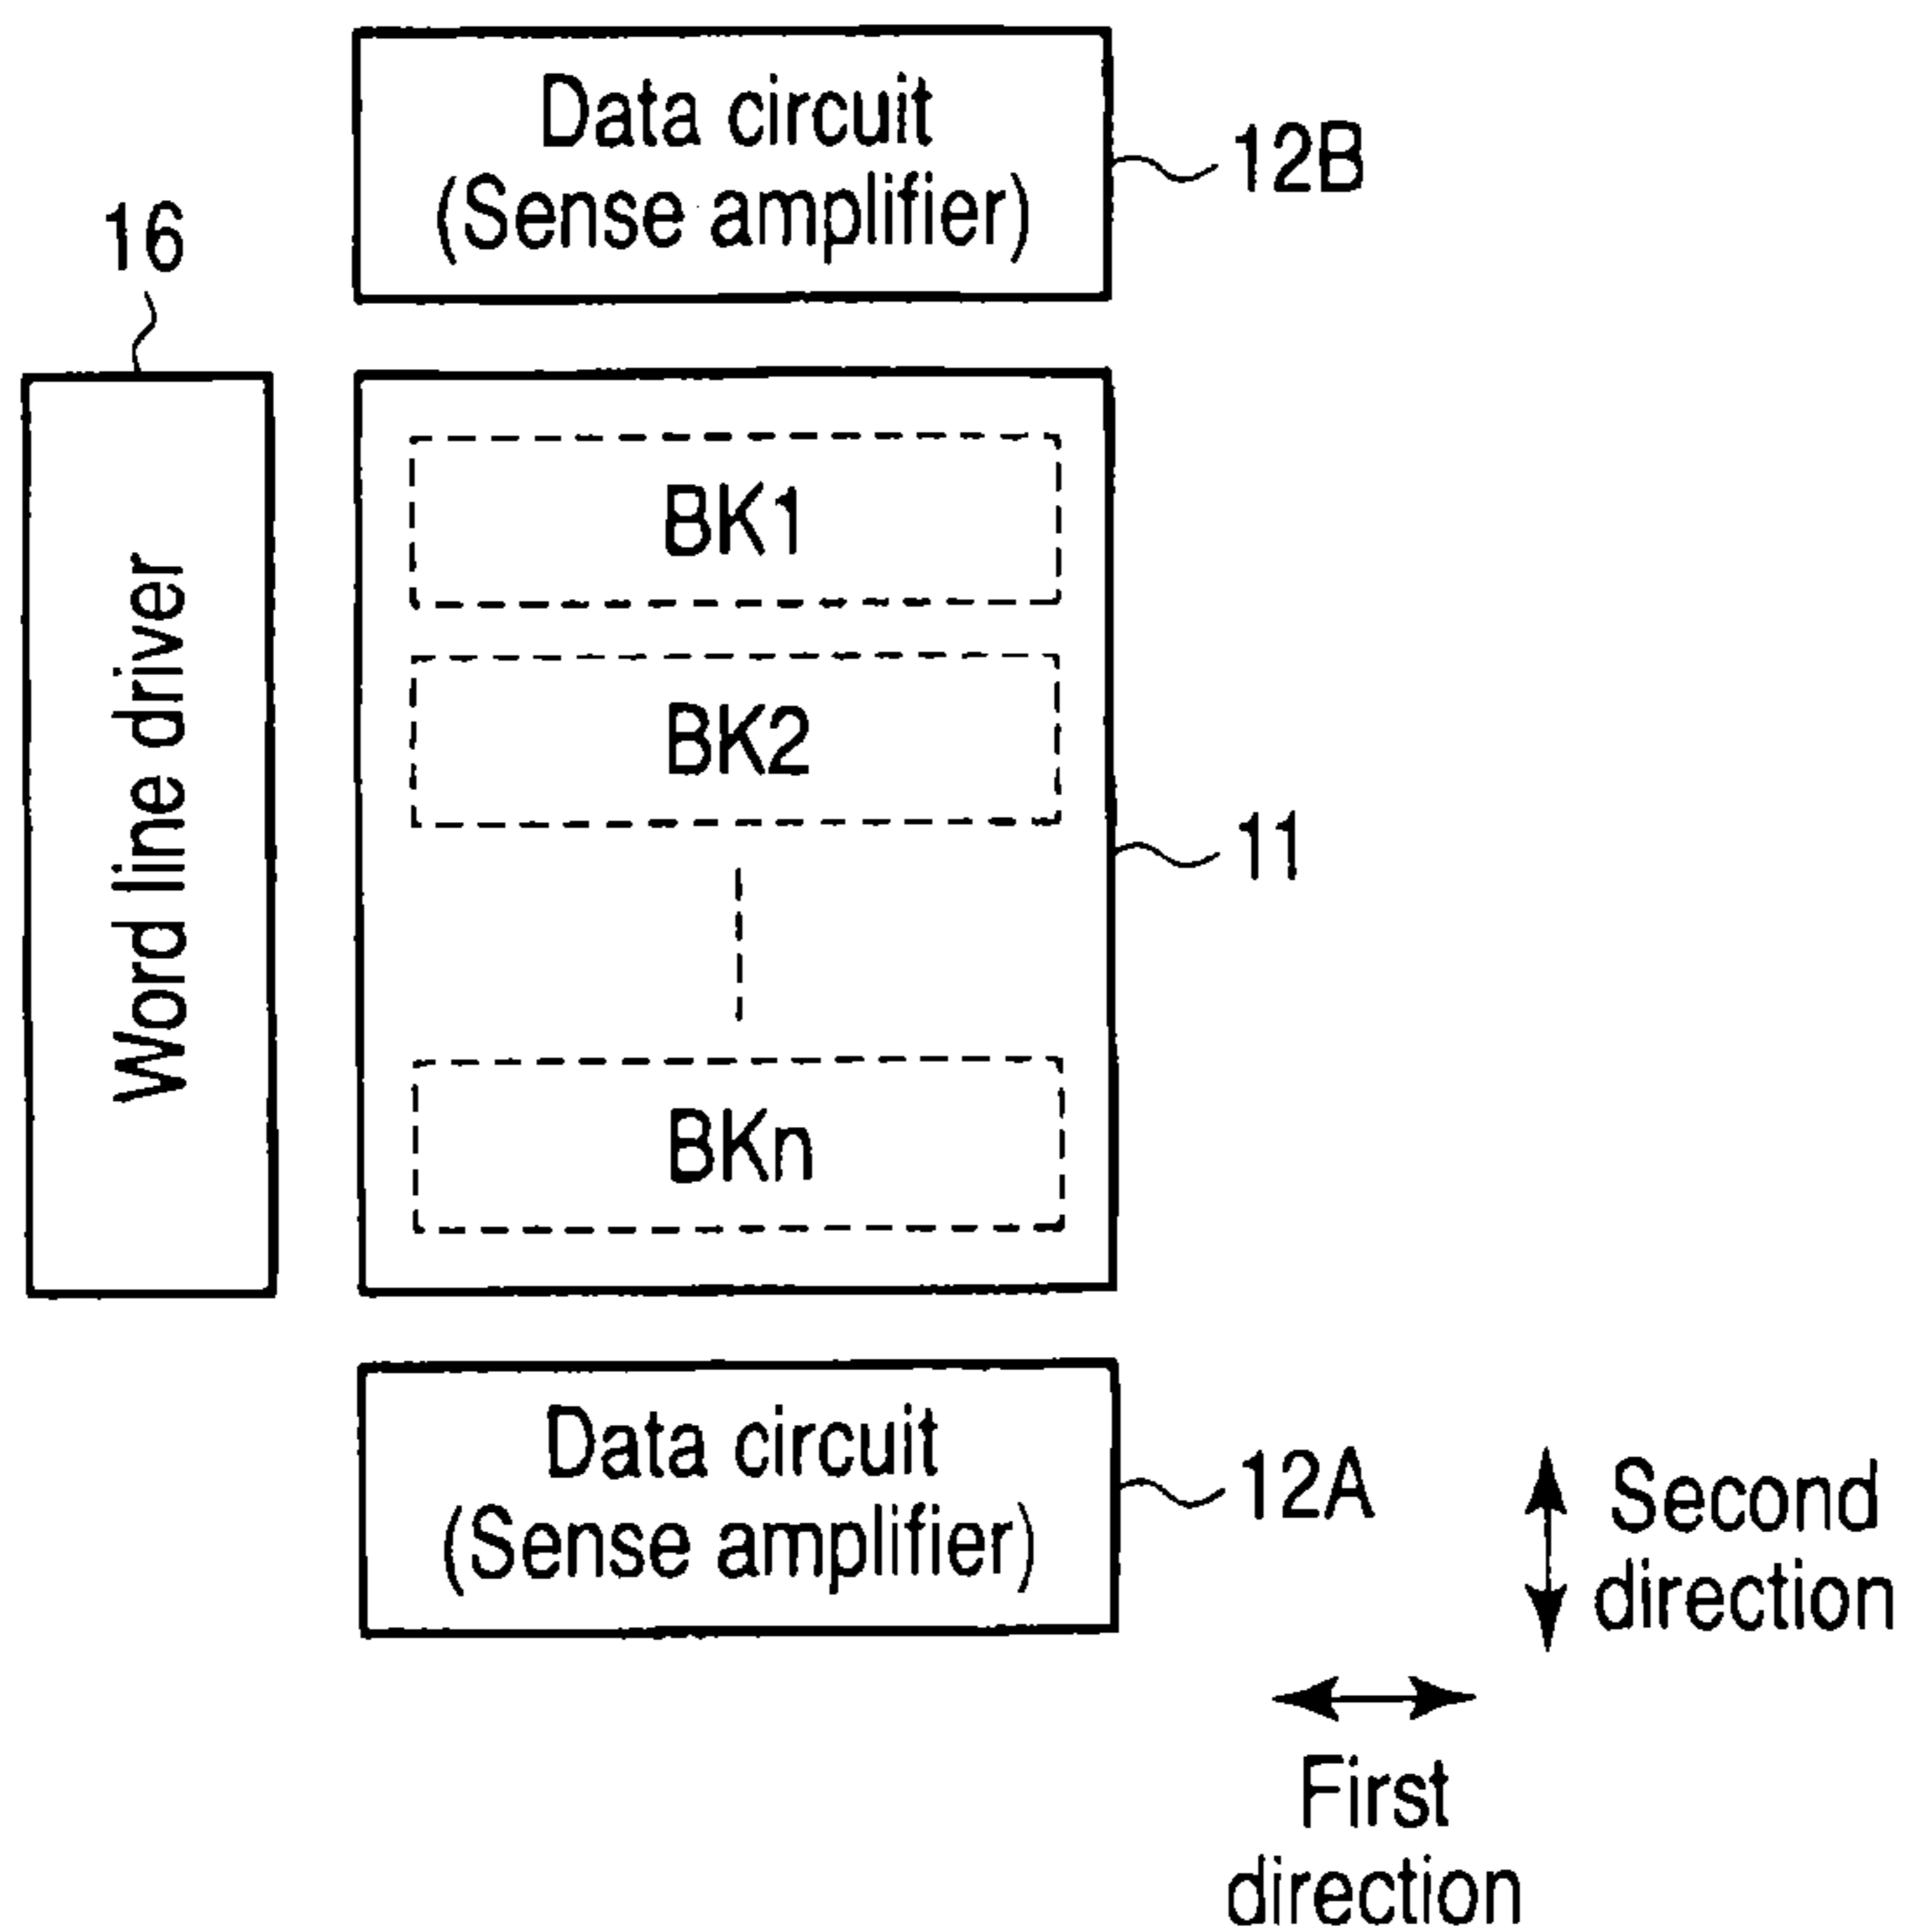 Data circuit
(Sense amplifier)
12B
16
Word line driver
BK1
BK2
11
BKn
Data circuit
(Sense amplifier)
12A
Second
direction
First
direction